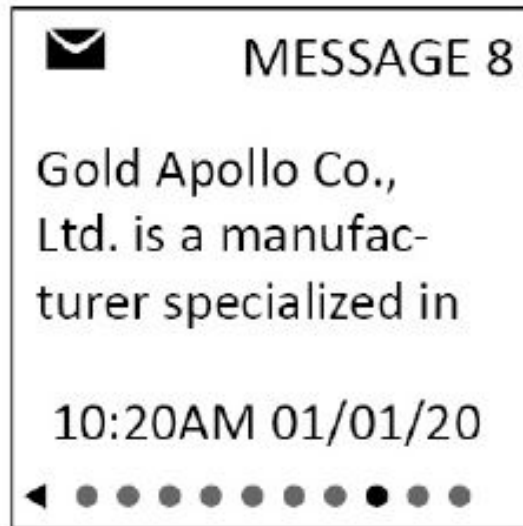 MESSAGE 8
Gold Apollo Co.,
Ltd. is a manufac-
turer specialized in
10:20AM 01/01/20